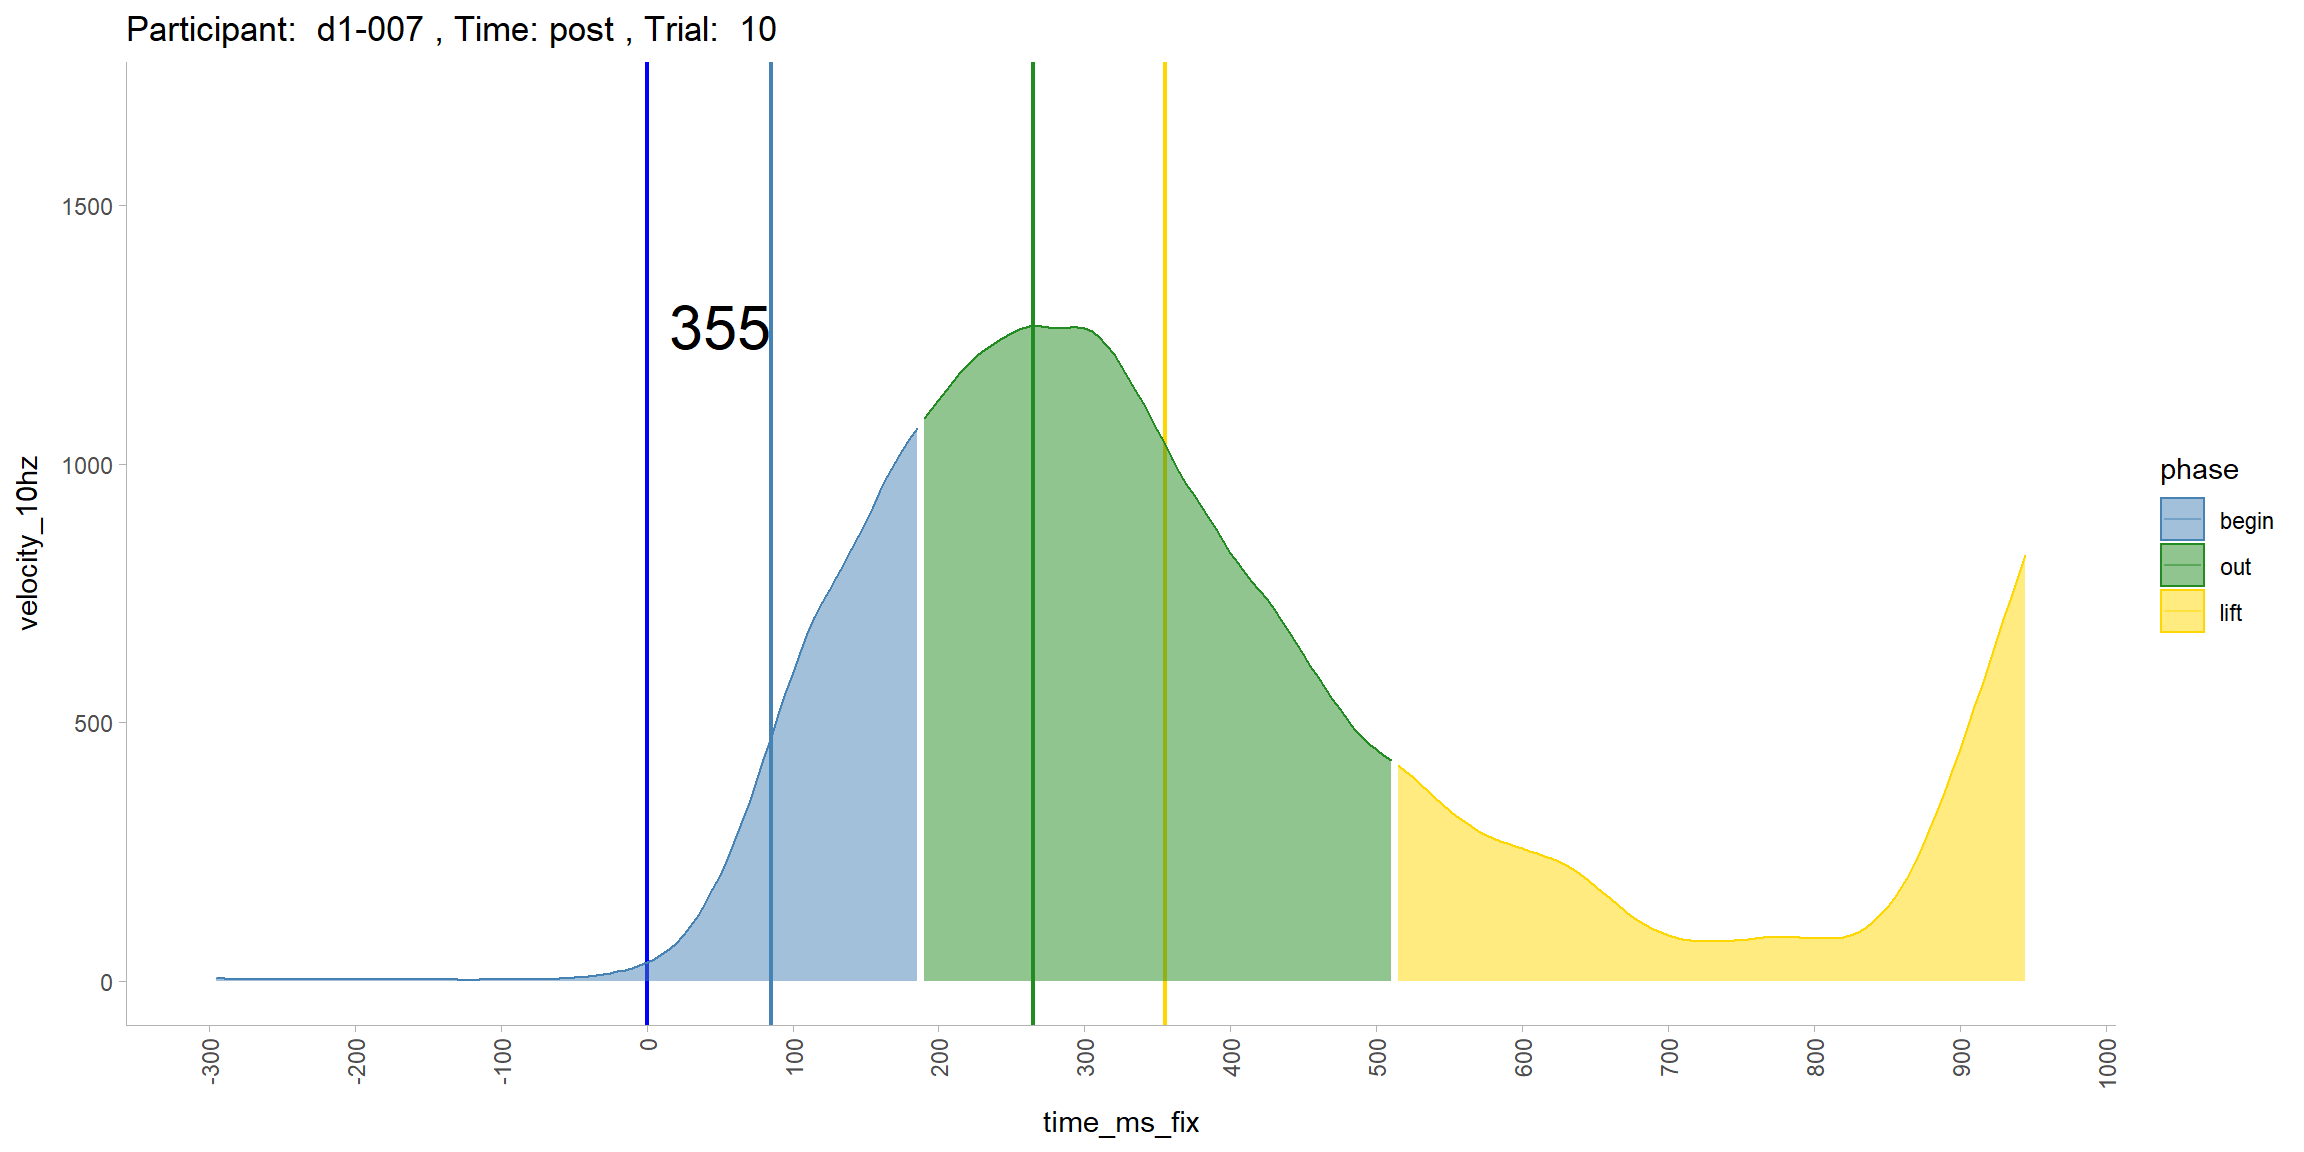 Participant:  d1-007 , Time: post , Trial:  10
1500
1000
500
0
velocity_10hz
355
-300
-200
-100
0
100
200
300
400
500
600
700
800
900
1000
time_ms_fix
phase
begin
out
lift